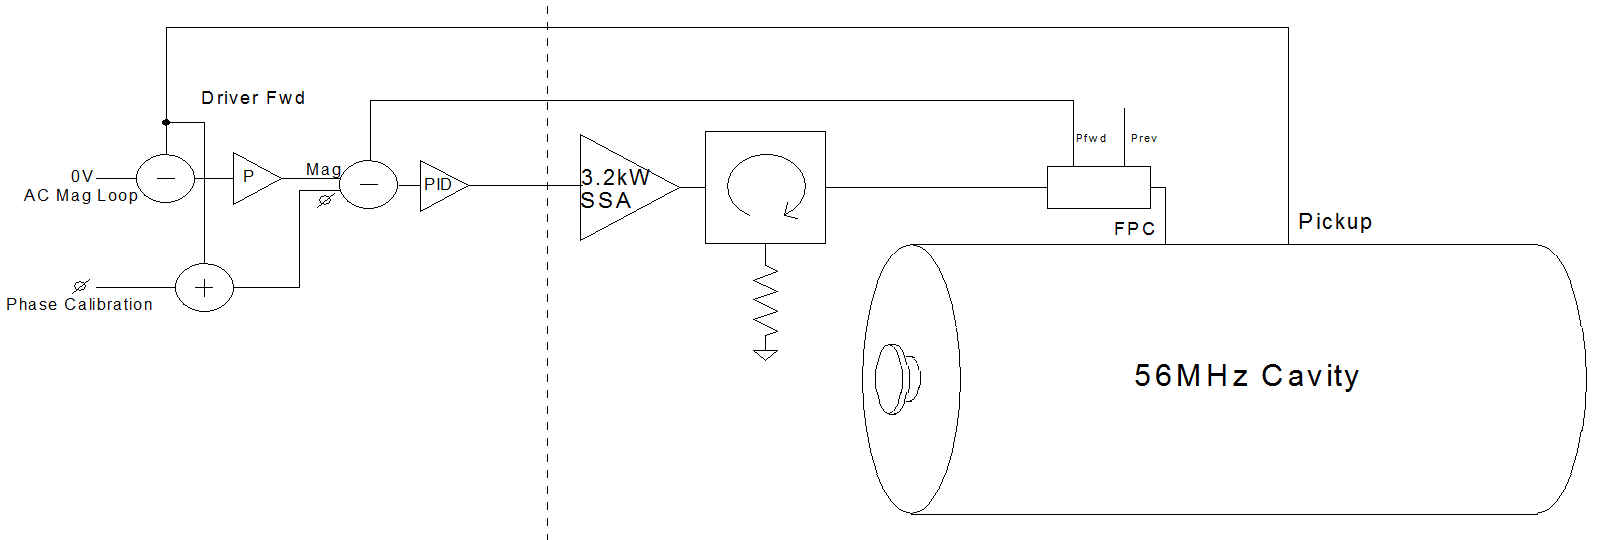 Driver Fwd
0V
AC Mag Loop
−
P
Mag
ϕ
−
PID
3.2kW
SSA
Pfwd
Prev
FPC
Pickup
ϕ
Phase Calibration
+
56MHz Cavity